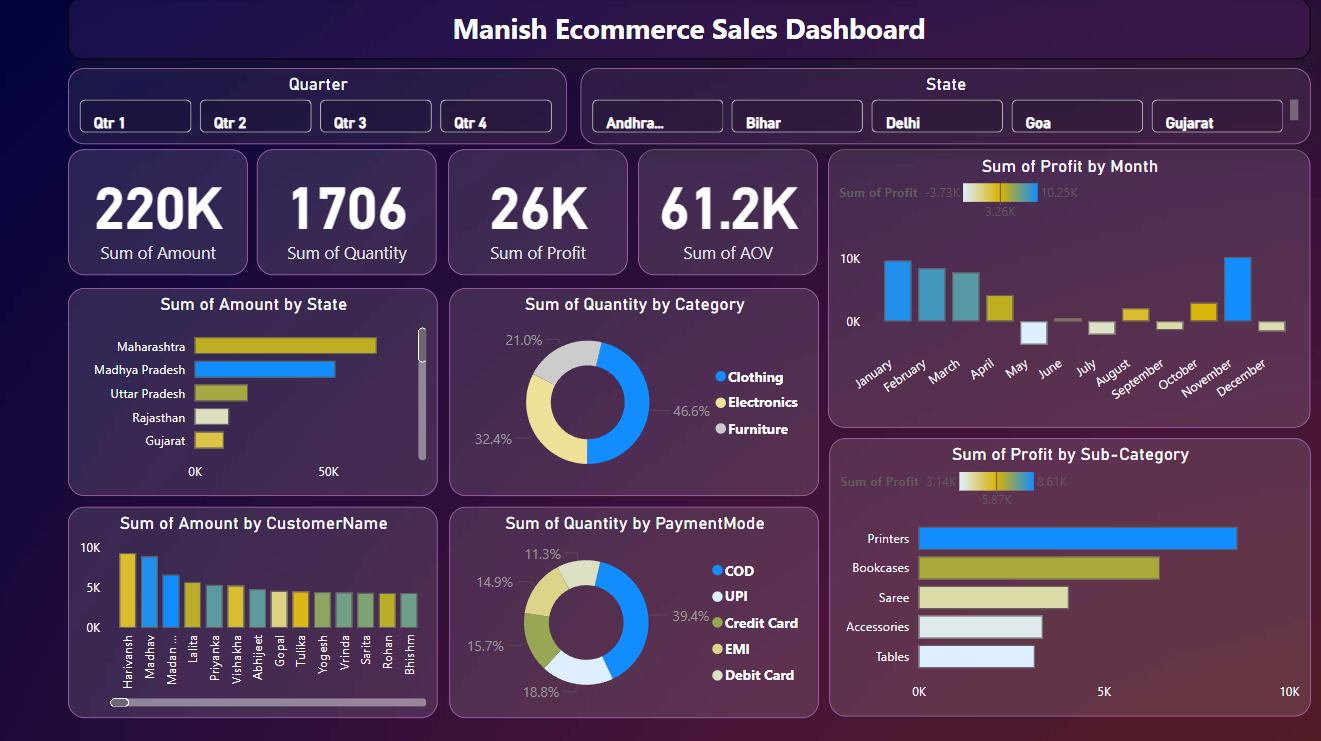 Manish Ecommerce Sales Dashboard
Quarter
Qtr 1 Qtr 2 Qtr 3 Qtr 4
State
Andhra... Bihar Delhi Goa Gujarat
220K
Sum of Amount
1706
Sum of Quantity
26K
Sum of Profit
61.2K
Sum of AOV
Sum of Profit by Month
Sum of Profit -3.73K 10.25K
3.26K
10K
0K
January February March April May June July August September October November December
Sum of Amount by State
Maharashtra
Madhya Pradesh
Uttar Pradesh
Rajasthan
Gujarat
0K 50K
Sum of Quantity by Category
21.0%
46.6%
32.4%
Clothing
Electronics
Furniture
Sum of Profit by Sub-Category
Sum of Profit 3.14K 8.61K
5.87K
Printers
Bookcases
Saree
Accessories
Tables
0K 5K 10K
Sum of Amount by CustomerName
10K
5K
0K
Harivansh Madhav Madan ... Lalita Priyanka Vishakha Abhijeet Gopal Tulika Yogesh Vrinda Sarita Rohan Bhishm
Sum of Quantity by PaymentMode
11.3%
14.9%
39.4%
15.7%
18.8%
COD
UPI
Credit Card
EMI
Debit Card